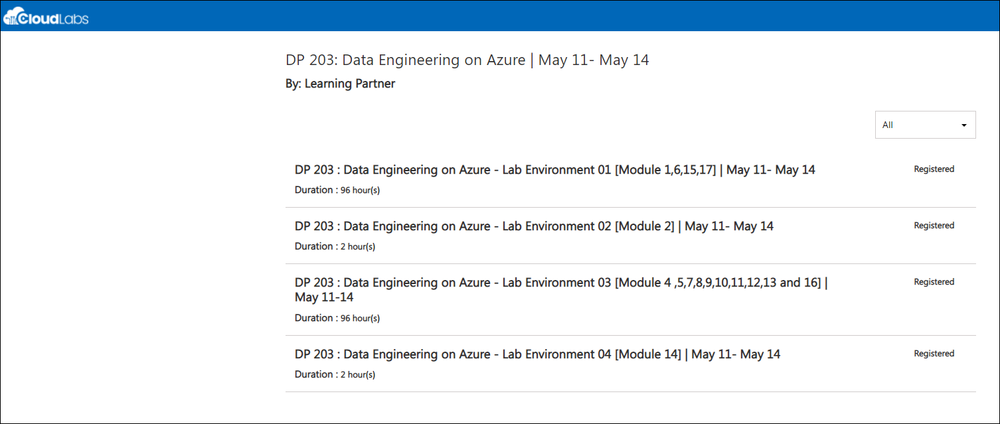 CloudLabs
DP 203: Data Engineering on Azure | May 11- May 14
By: Learning Partner
All
DP 203 : Data Engineering on Azure - Lab Environment 01 [Module 1,6,15,17] | May 11- May 14
Registered
Duration : 96 hour(s)
DP 203 : Data Engineering on Azure - Lab Environment 02 [Module 2] | May 11- May 14
Registered
Duration : 2 hour(s)
DP 203 : Data Engineering on Azure - Lab Environment 03 [Module 4 ,5,7,8,9,10,11,12,13 and 16] |
May 11-14
Registered
Duration : 96 hour(s)
DP 203 : Data Engineering on Azure - Lab Environment 04 [Module 14] | May 11- May 14
Registered
Duration : 2 hour(s)